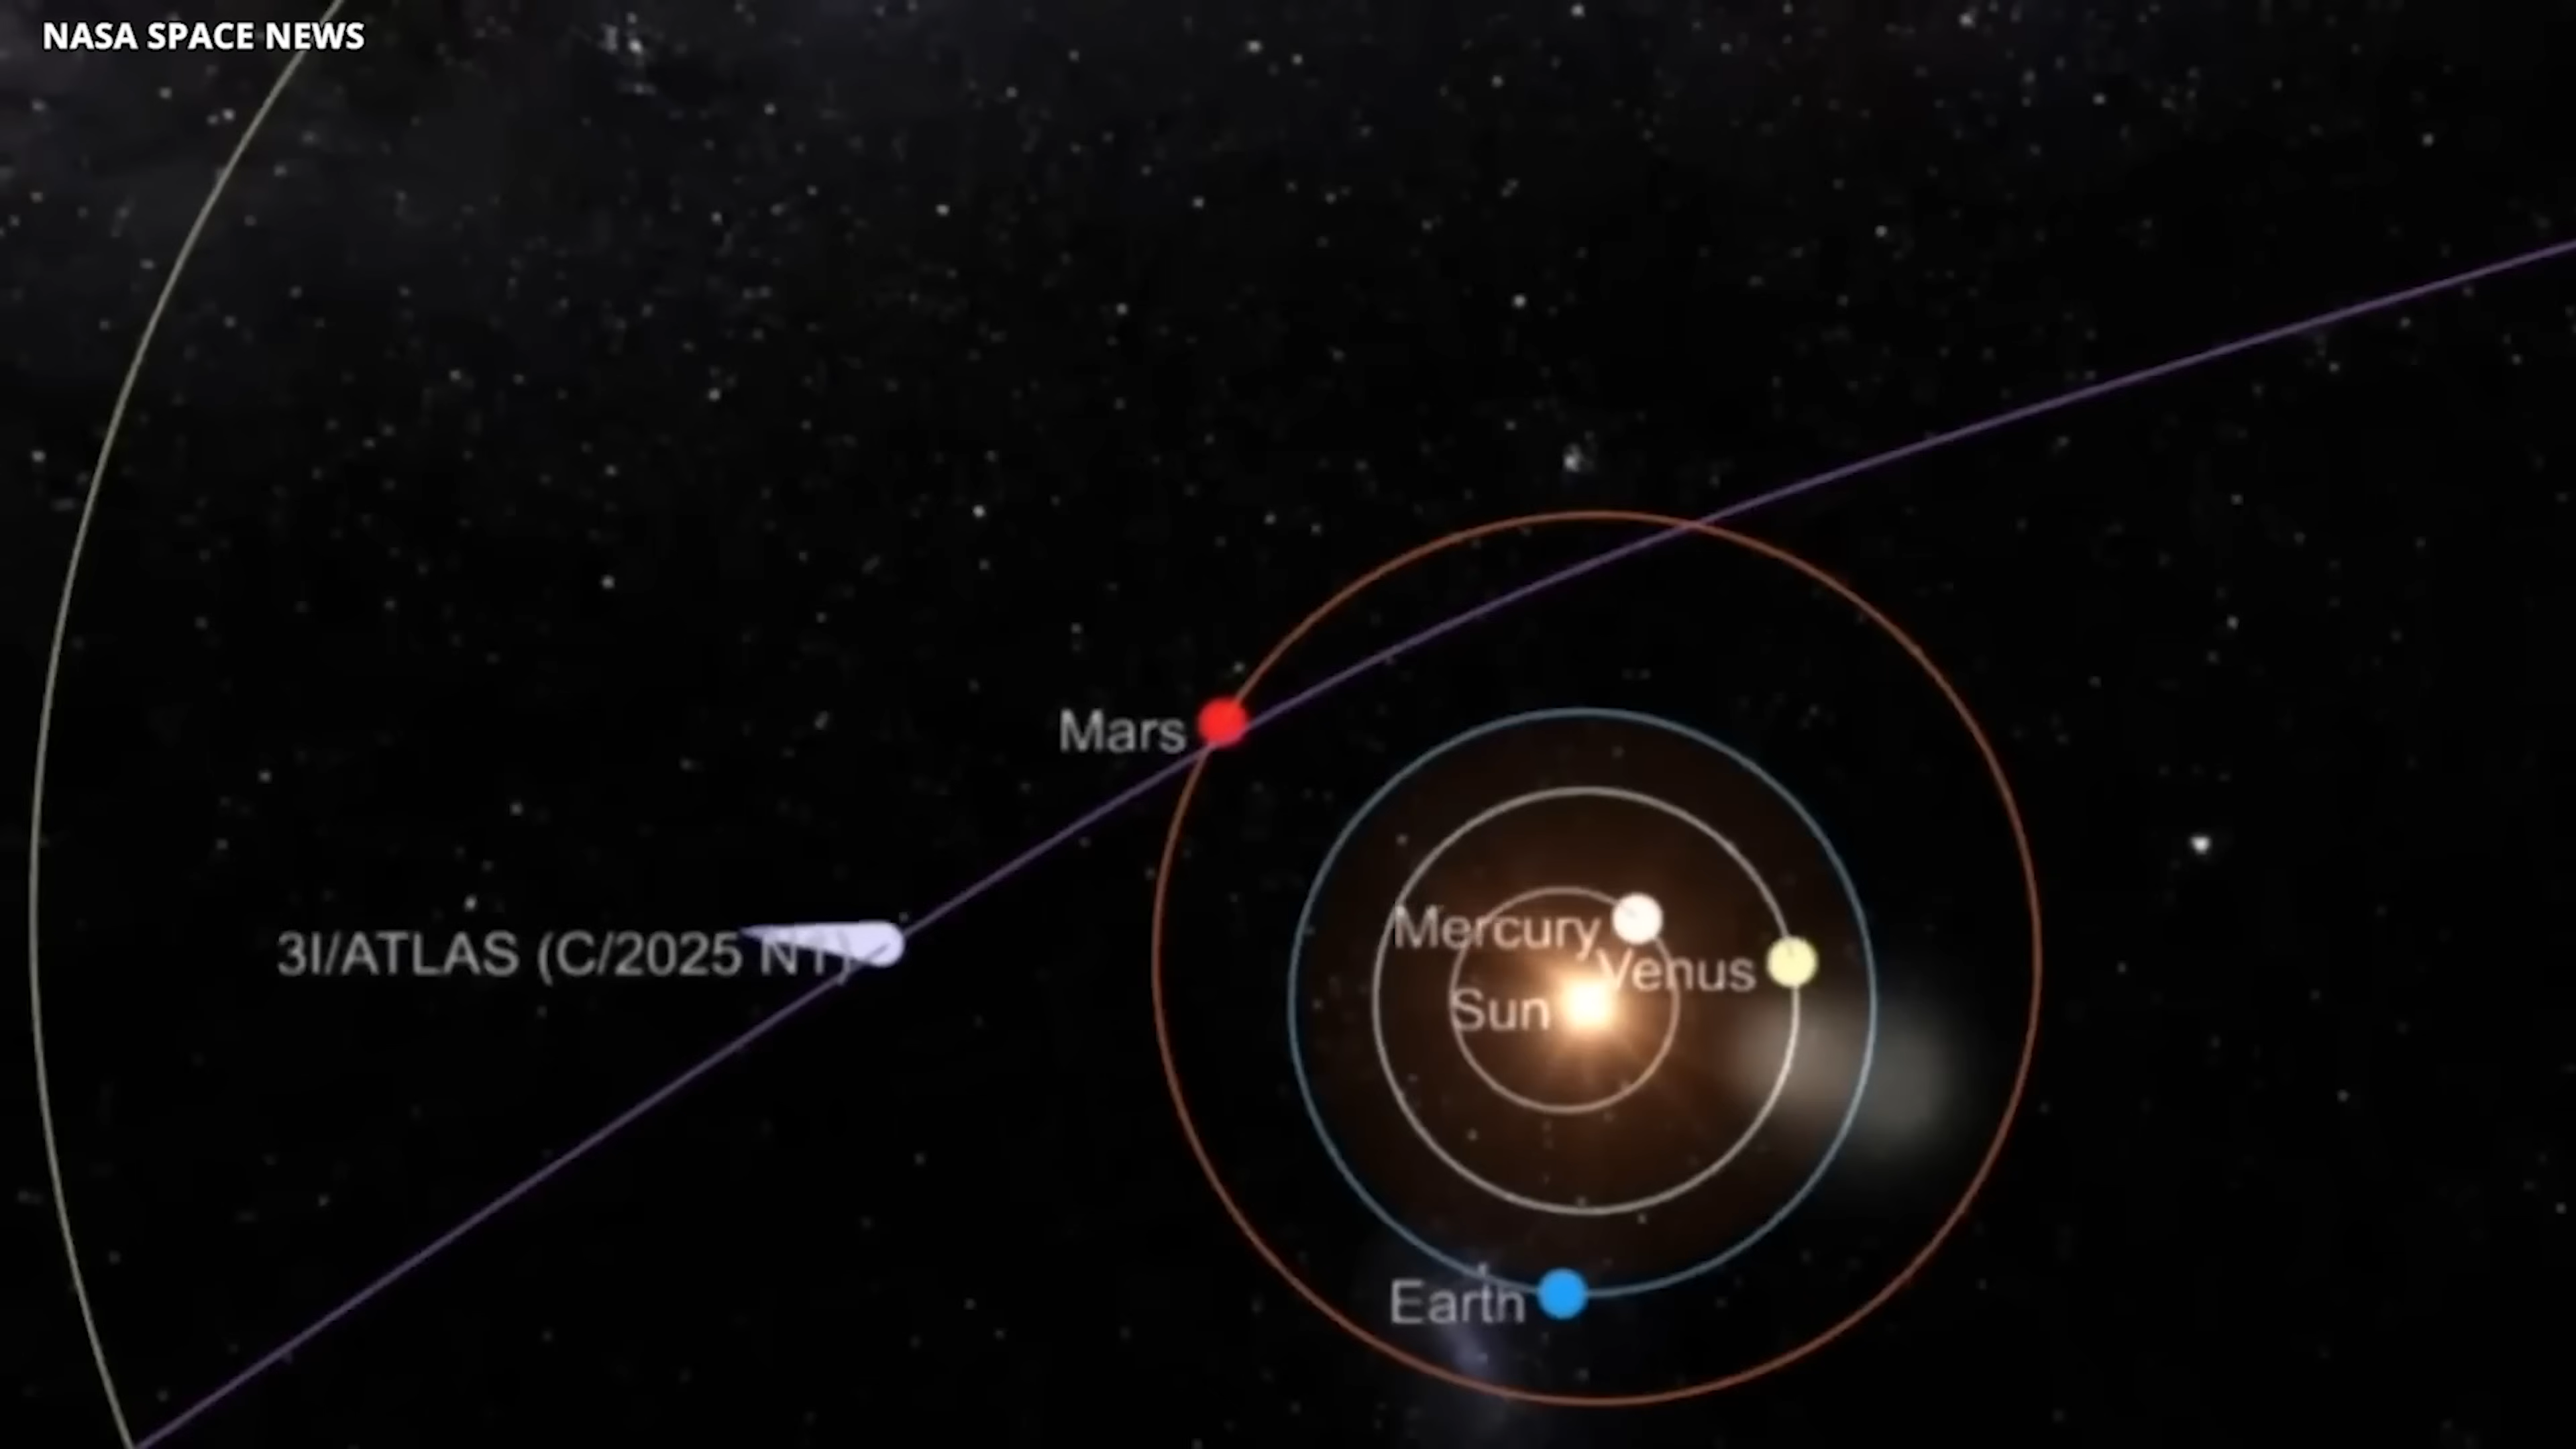 NASA SPACE NEWS
Mars
3I/ATLAS (C/2025 N1)
Mercury
Venus
Sun
Earth